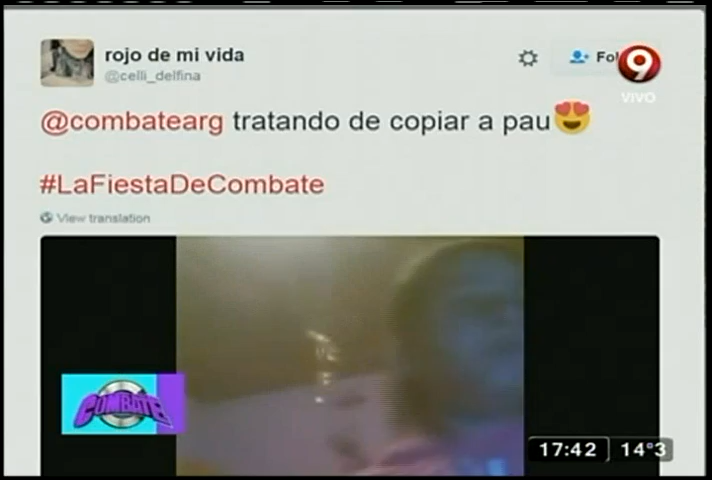 rojo de mi vida
@celli_delfina
Fol
9
VIVO
@combatearg tratando de copiar a pau😍
#LaFiestaDeCombate
View translation
COMBATE
17:42 14°3